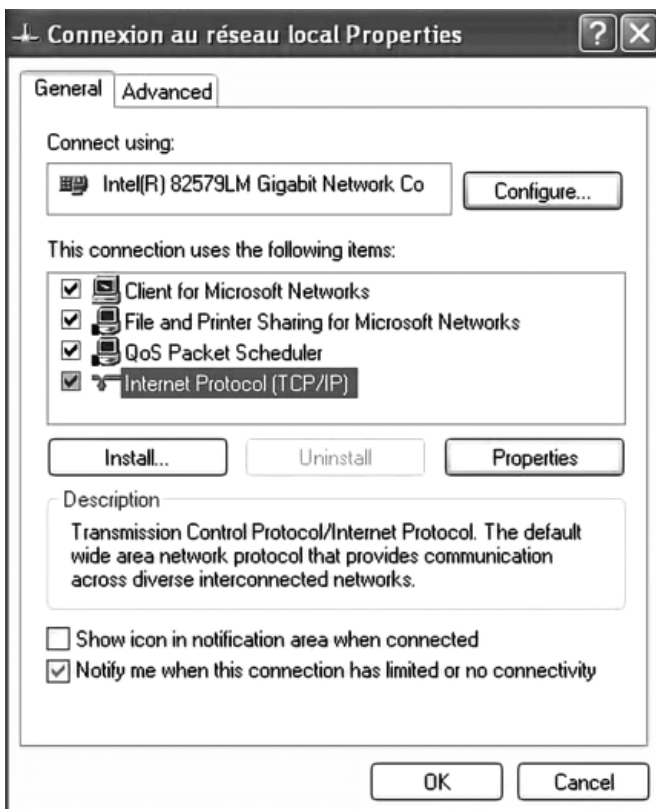 Connexion au réseau local Properties
General Advanced
Connect using:
Intel(R) 82579LM Gigabit Network Co
Configure...
This connection uses the following items:
Client for Microsoft Networks
File and Printer Sharing for Microsoft Networks
QoS Packet Scheduler
Internet Protocol (TCP/IP)
Install... Uninstall Properties
Description
Transmission Control Protocol/Internet Protocol. The default
wide area network protocol that provides communication
across diverse interconnected networks.
Show icon in notification area when connected
Notify me when this connection has limited or no connectivity
OK Cancel